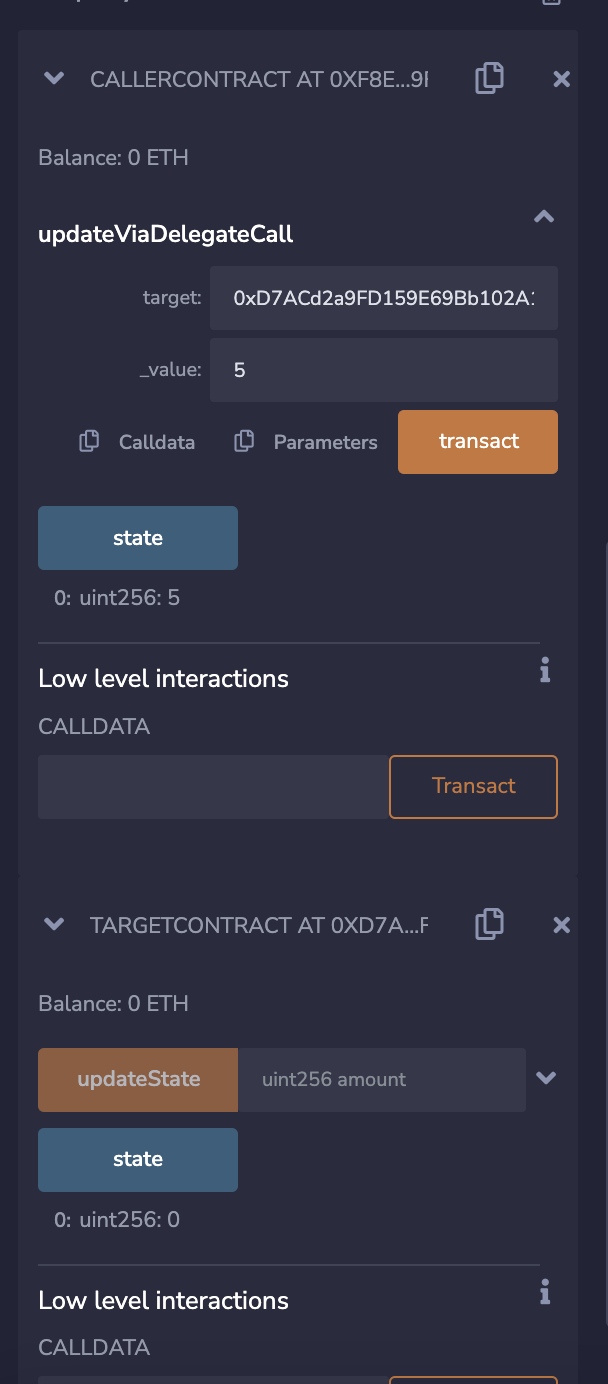 CALLERCONTRACT AT 0XF8E...9
Balance: 0 ETH
updateViaDelegateCall
target: 0xD7ACd2a9FD159E69Bb102A
_value: 5
Calldata Parameters transact
state
0: uint256: 5
Low level interactions
i
CALLDATA
Transact
TARGETCONTRACT AT 0XD7A...F
Balance: 0 ETH
updateState uint256 amount
state
0: uint256: 0
Low level interactions
i
CALLDATA